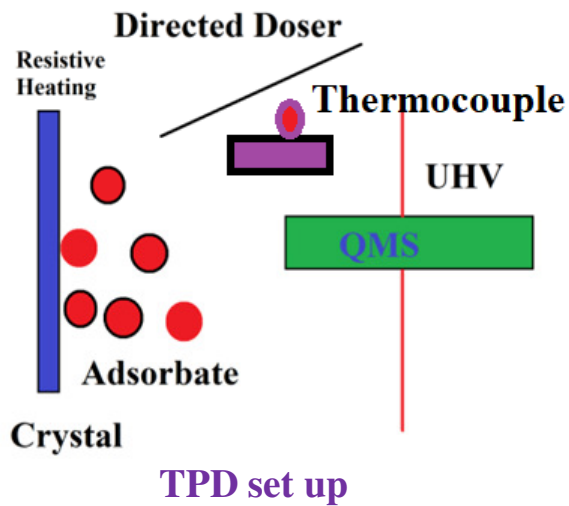 Directed Doser
Resistive
Heating
Thermocouple
UHV
QMS
Adsorbate
Crystal
TPD set up